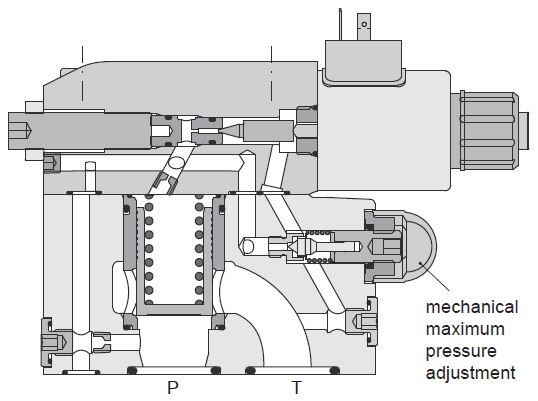 mechanical
maximum
pressure
adjustment
P
T